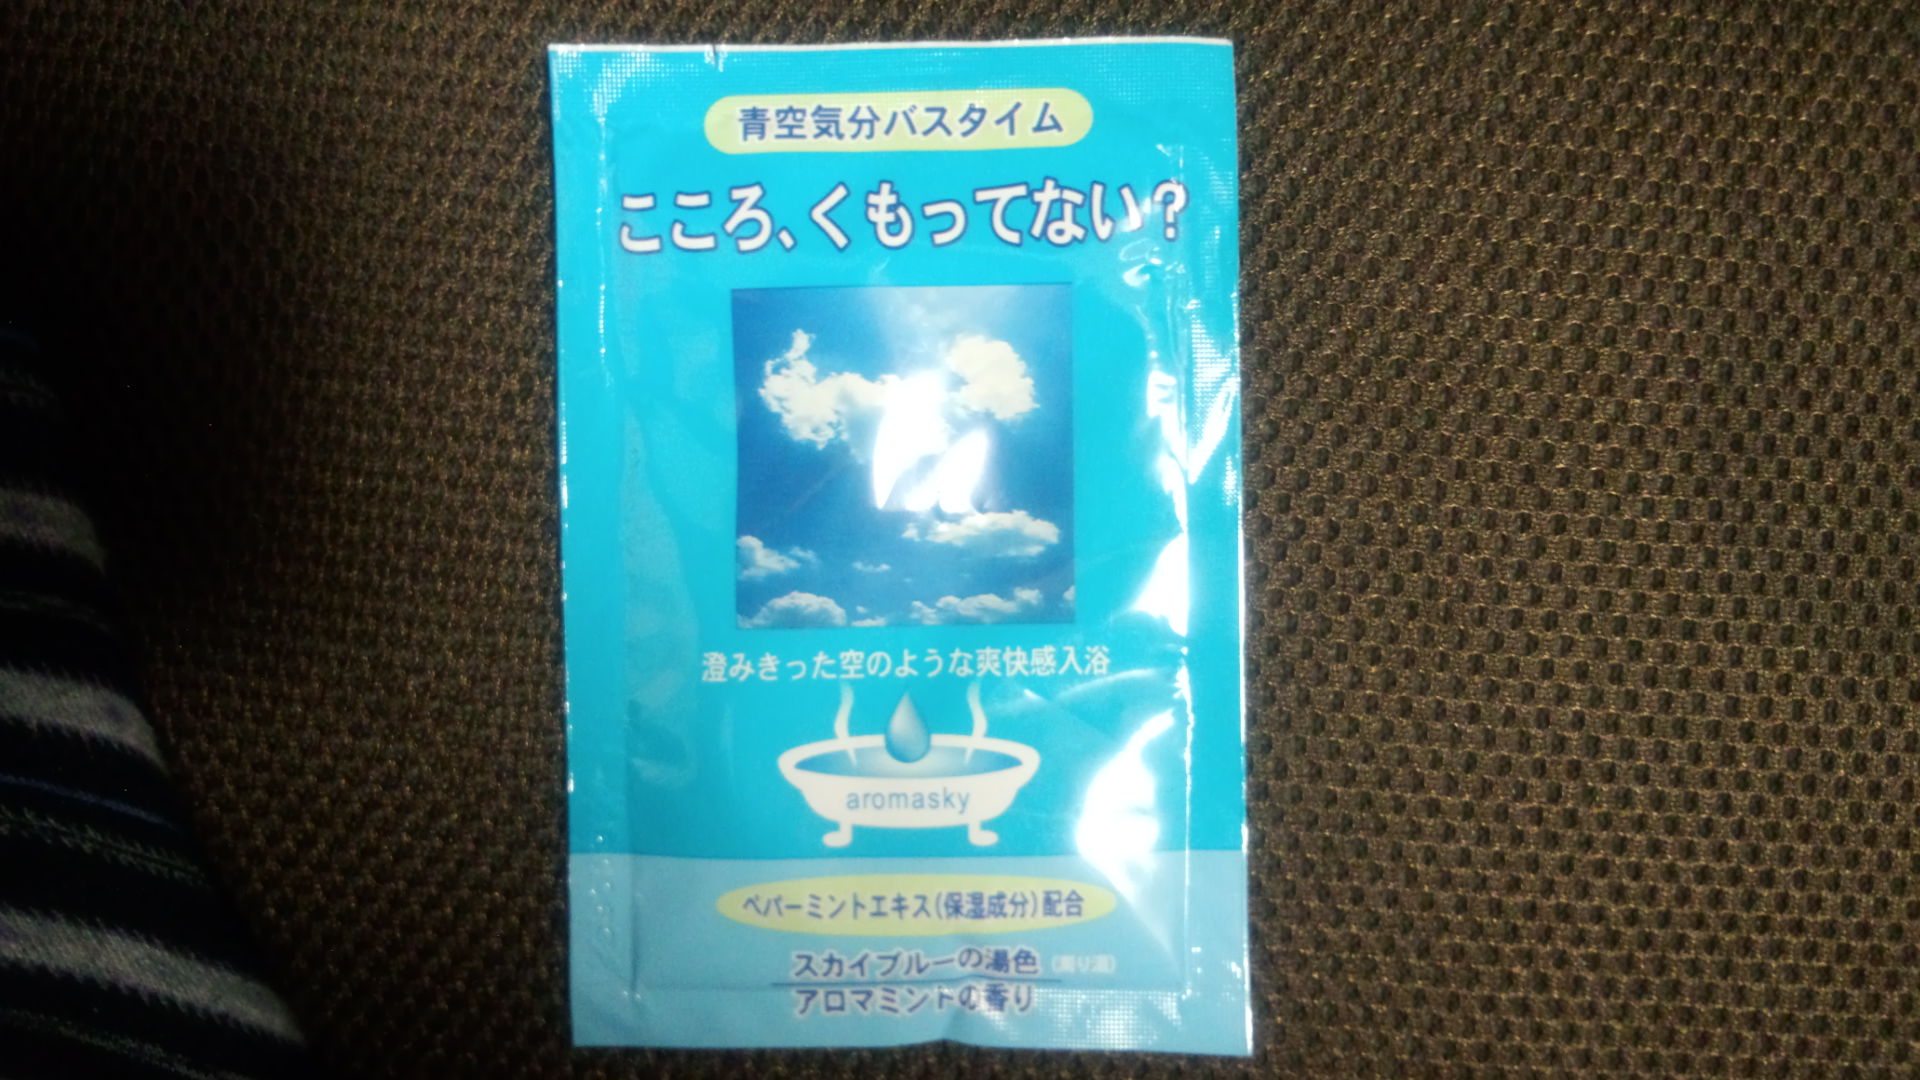 青空気分バスタイム
こころ、くもってない?
澄みきった空のような爽快感入浴
aromasky
ペパーミントエキス(保湿成分)配合
スカイブルーの湯色 (濁り湯)
アロマミントの香り